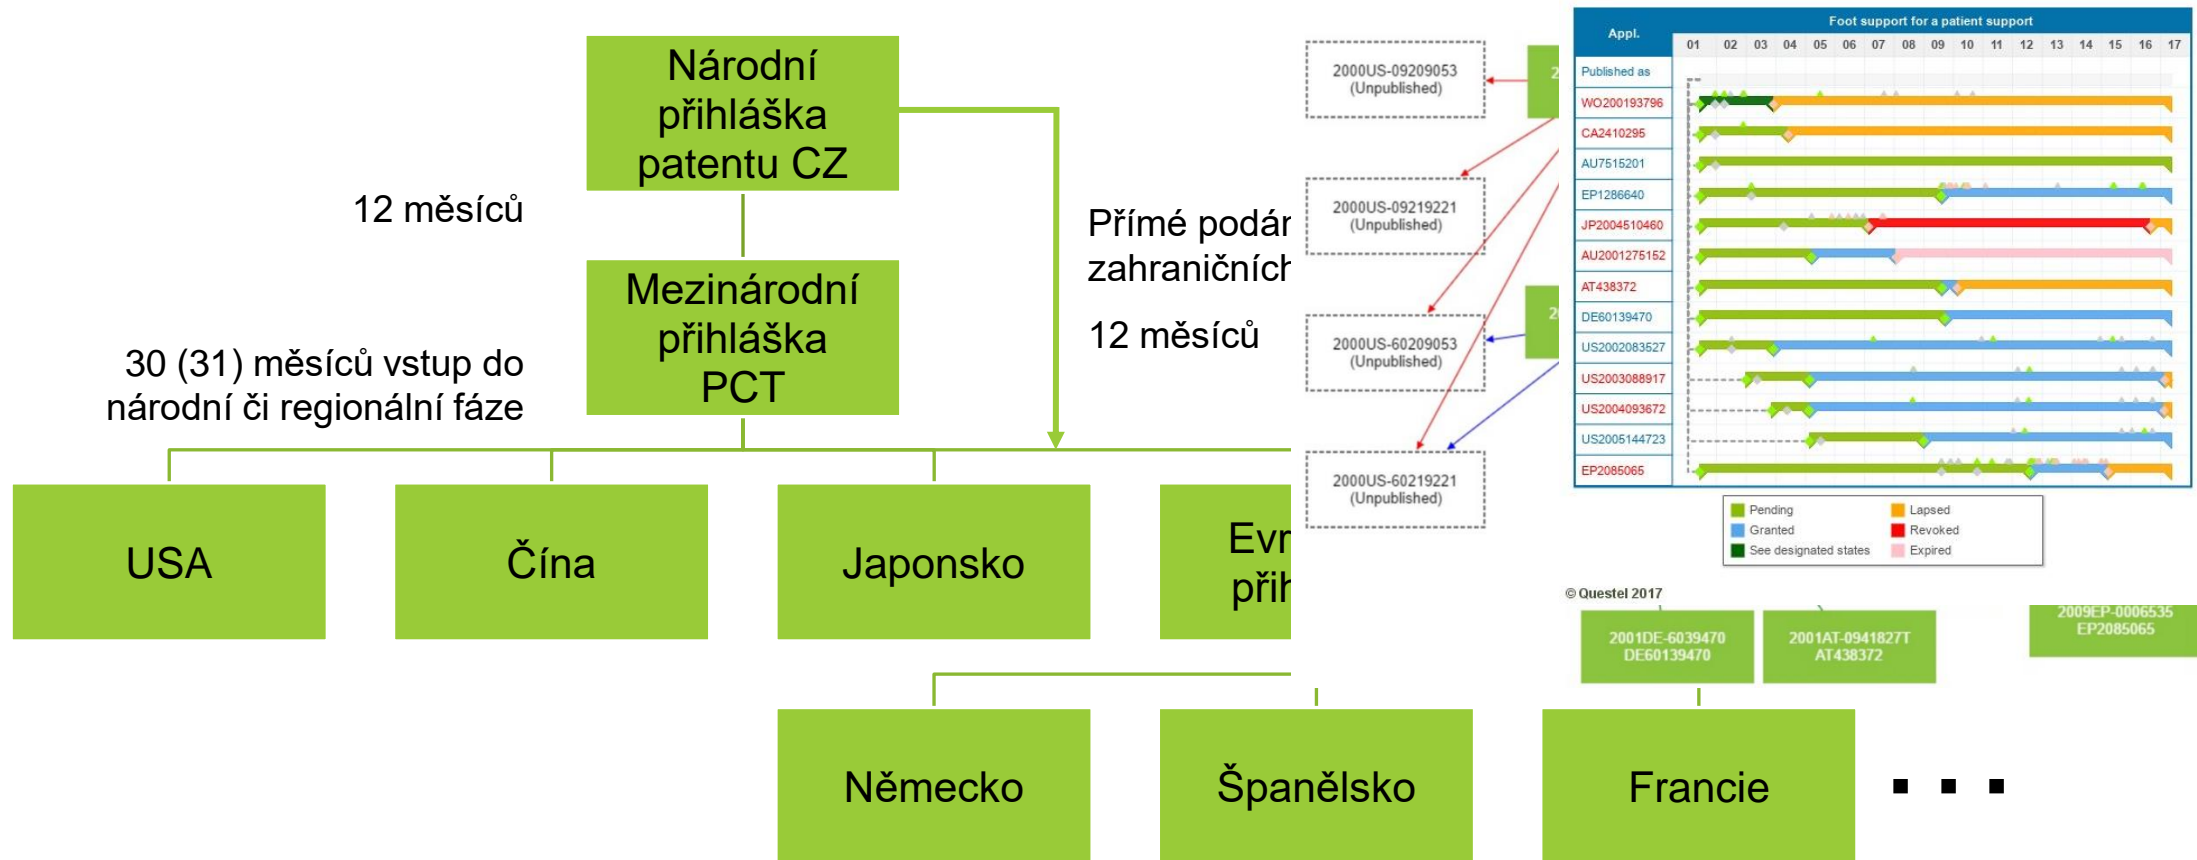 Národní
přihláška
patentu CZ
12 měsíců
Mezinárodní
přihláška
PCT
30 (31) měsíců vstup do
národní či regionální fáze
Přímé
zahraničních
12 měsíců
USA
Čína
Japonsko
Německo
Španělsko
Francie
...
2000US-09209053
(Unpublished)
2000US-09219221
(Unpublished)
2000US-60209053
(Unpublished)
2000US-60219221
(Unpublished)
Appl.
Foot support for a patient support
01 02 03 04 05 06 07 08 09 10 11 12 13 14 15 16 17
Published as
WO200193796
CA2410295
AU7515201
EP1286640
JP2004510460
AU2001275152
AT438372
DE60139470
US2002083527
US2003088917
US2004093672
US2005144723
EP2085065
Pending
Lapsed
Granted
Revoked
See designated states
Expired
© Questel 2017
2001DE-6039470
DE60139470
2001AT-0941827T
AT438372
2009EP-0006535
EP2085065